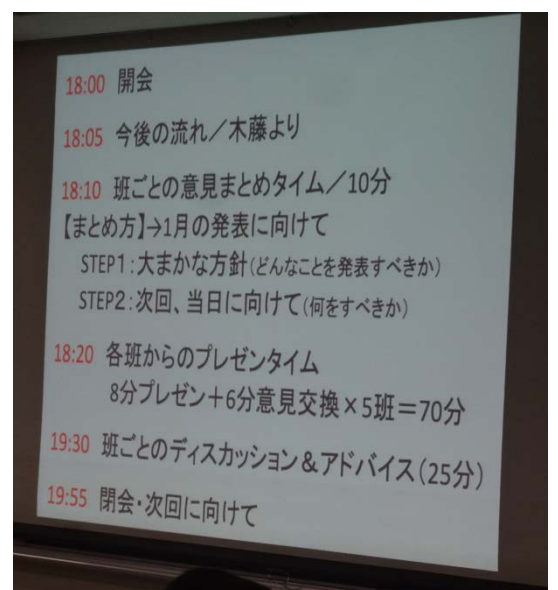 18:00 開会
18:05 今後の流れ／木藤より
18:10 班ごとの意見まとめタイム／10分
【まとめ方】→1月の発表に向けて
STEP1:大まかな方針(どんなことを発表すべきか)
STEP2:次回、当日に向けて(何をすべきか)
18:20 各班からのプレゼンタイム
8分プレゼン＋6分意見交換×5班＝70分
19:30 班ごとのディスカッション＆アドバイス(25分)
19:55 閉会・次回に向けて